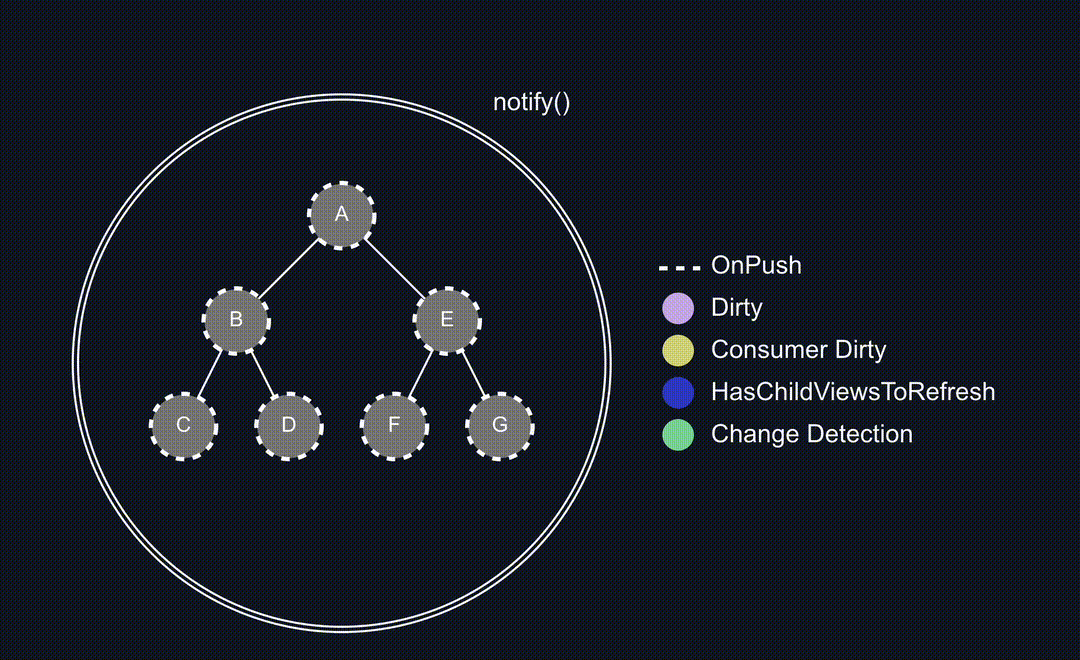 notify()
A
B
E
C
D
F
G
OnPush
Dirty
Consumer Dirty
HasChildViewsToRefresh
Change Detection